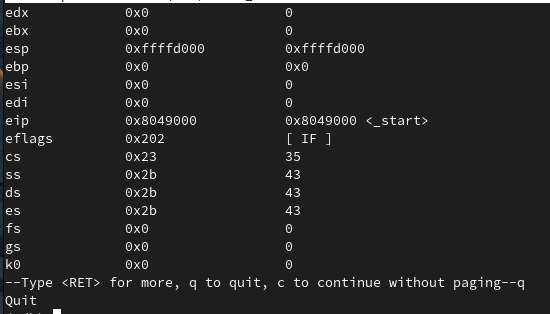 edx 0x0 0
ebx 0x0 0
esp 0xffffd000 0xffffd000
ebp 0x0 0x0
esi 0x0 0
edi 0x0 0
eip 0x8049000 0x8049000 <_start>
eflags 0x202 [ IF ]
cs 0x23 35
ss 0x2b 43
ds 0x2b 43
es 0x2b 43
fs 0x0 0
gs 0x0 0
k0 0x0 0
--Type <RET> for more, q to quit, c to continue without paging--q
Quit